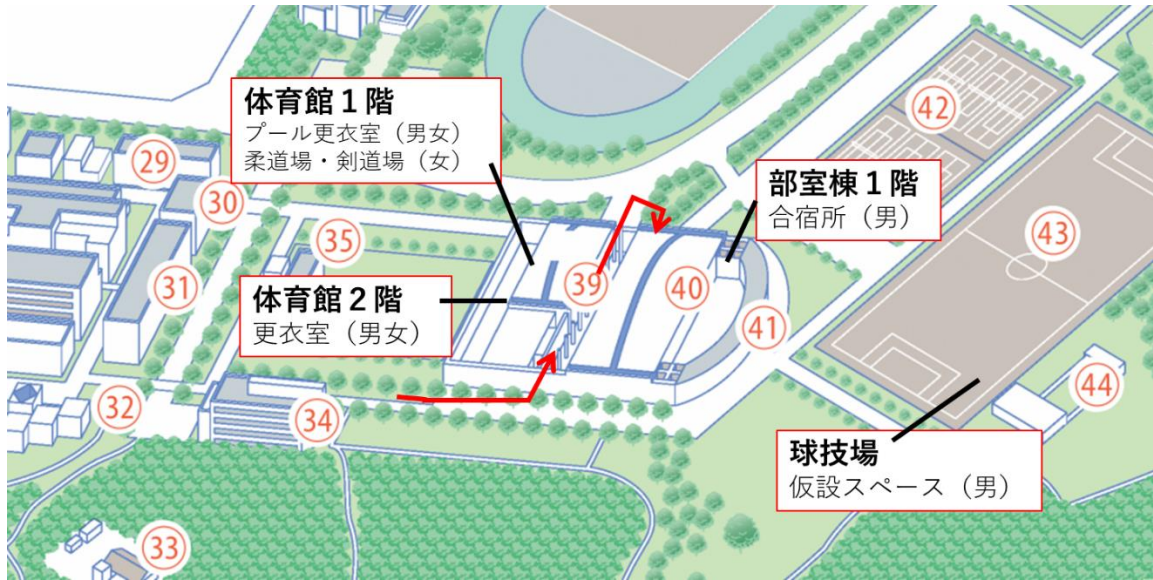 体育館１階
プール更衣室（男女）
柔道場・剣道場（女）
42
29
部室棟１階
合宿所（男）
30
35
43
39
31
40
体育館２階
更衣室（男女）
41
44
32
34
球技場
仮設スペース（男）
33